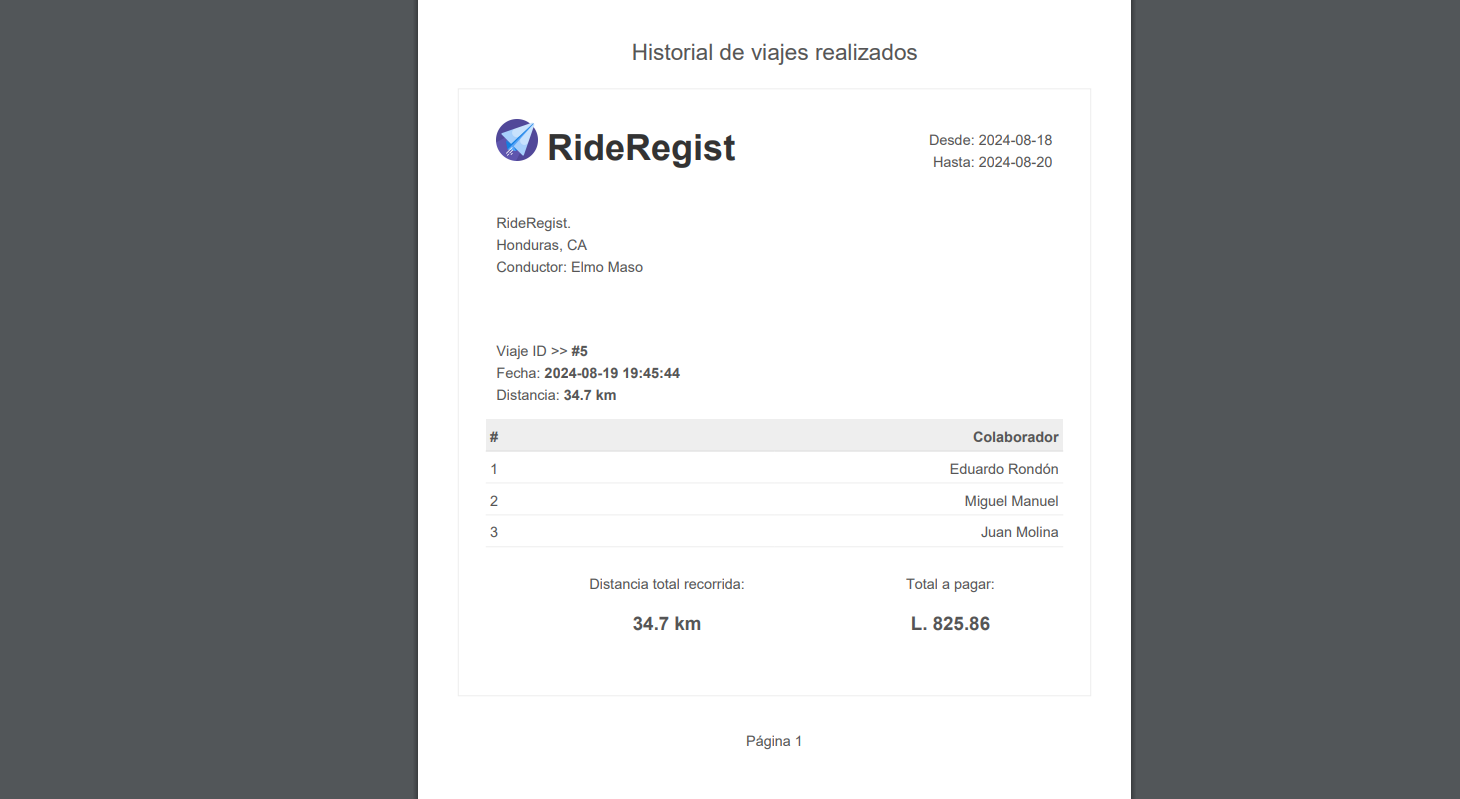 Historial de viajes realizados
RideRegist
Desde: 2024-08-18
Hasta: 2024-08-20
RideRegist.
Honduras, CA
Conductor: Elmo Maso
Viaje ID >> #5
Fecha: 2024-08-19 19:45:44
Distancia: 34.7 km
# Colaborador
1 Eduardo Rondón
2 Miguel Manuel
3 Juan Molina
Distancia total recorrida: Total a pagar:
34.7 km L. 825.86
Página 1